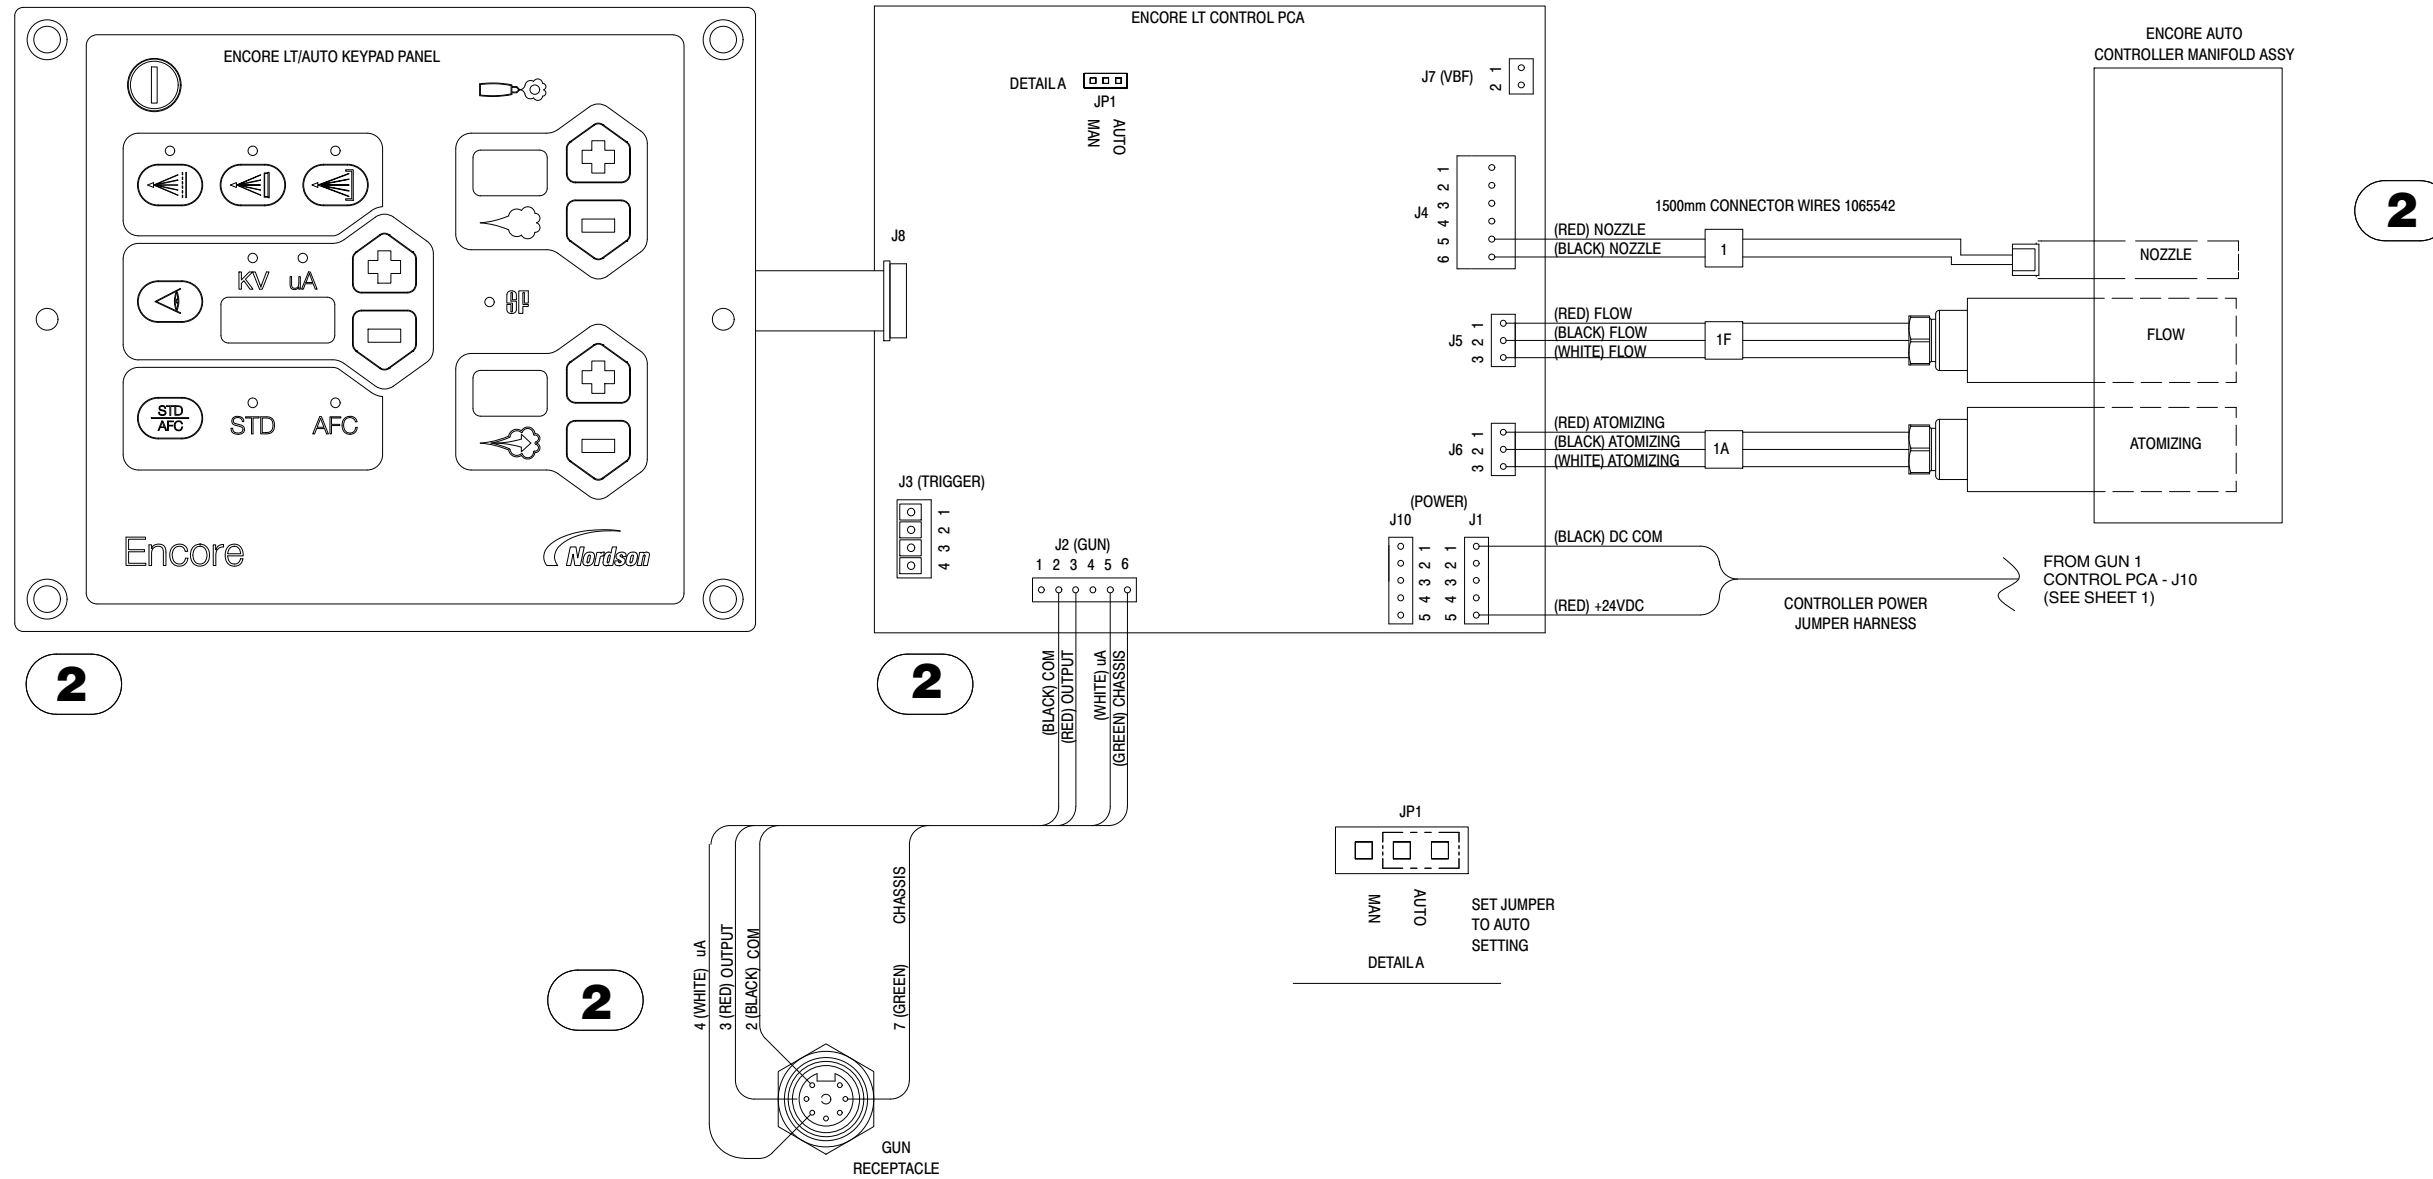 ENCORE LT/AUTO KEYPAD PANEL
KV uA
STD
AFC
STD AFC
SF
Encore
Nordson
2
ENCORE LT CONTROL PCA
DETAIL A
JP1
MAN
AUTO
J7 (VBF)
1
2
J4
1
2
3
4
5
6
J8
1500mm CONNECTOR WIRES 1065542
(RED) NOZZLE
(BLACK) NOZZLE
1
J5
1
2
3
(RED) FLOW
(BLACK) FLOW
(WHITE) FLOW
1F
J6
1
2
3
(RED) ATOMIZING
(BLACK) ATOMIZING
(WHITE) ATOMIZING
1A
ENCORE AUTO
CONTROLLER MANIFOLD ASSY
NOZZLE
FLOW
ATOMIZING
2
J3 (TRIGGER)
1
2
3
4
J2 (GUN)
1 2 3 4 5 6
(POWER)
J10 J1
1 1
2 2
3 3
4 4
5 5
(BLACK) DC COM
(RED) +24VDC
CONTROLLER POWER
JUMPER HARNESS
FROM GUN 1
CONTROL PCA - J10
(SEE SHEET 1)
2
(BLACK) COM
(RED) OUTPUT
(WHITE) uA
(GREEN) CHASSIS
4 (WHITE) uA
3 (RED) OUTPUT
2 (BLACK) COM
7 (GREEN) CHASSIS
2
GUN
RECEPTACLE
JP1
MAN
AUTO
SET JUMPER
TO AUTO
SETTING
DETAIL A